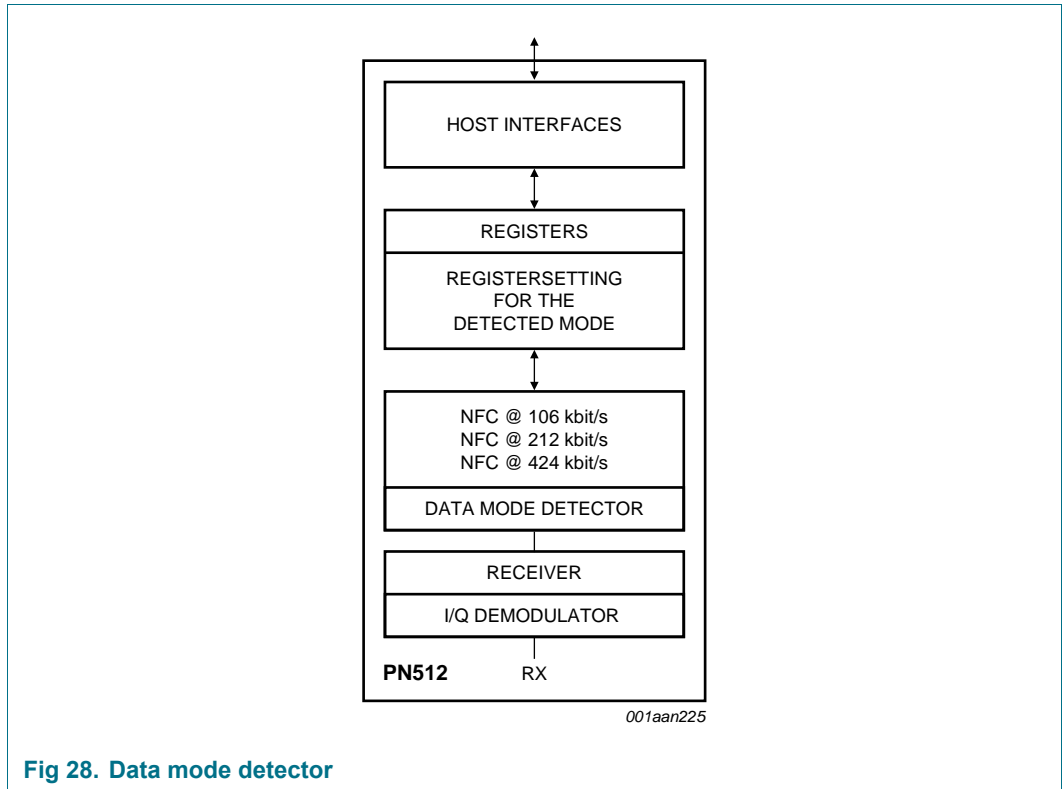 HOST INTERFACES
REGISTERS
REGISTERSETTING
FOR THE
DETECTED MODE
NFC @ 106 kbit/s
NFC @ 212 kbit/s
NFC @ 424 kbit/s
DATA MODE DETECTOR
RECEIVER
I/Q DEMODULATOR
PN512 RX
001aan225
Fig 28. Data mode detector